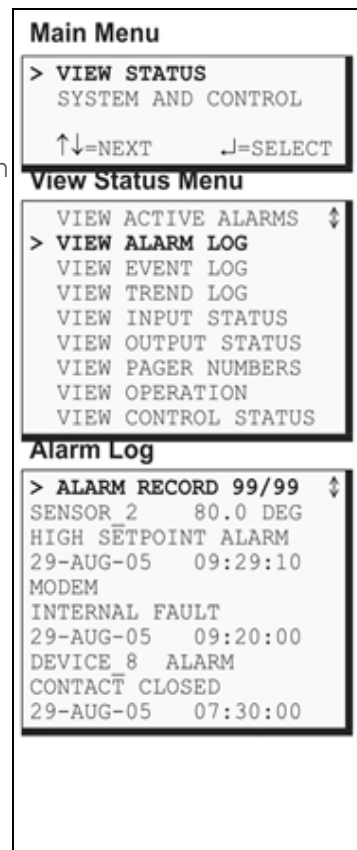 Main Menu
> VIEW STATUS
SYSTEM AND CONTROL
↑↓=NEXT ↵=SELECT
n
View Status Menu
VIEW ACTIVE ALARMS ↕
> VIEW ALARM LOG
VIEW EVENT LOG
VIEW TREND LOG
VIEW INPUT STATUS
VIEW OUTPUT STATUS
VIEW PAGER NUMBERS
VIEW OPERATION
VIEW CONTROL STATUS
Alarm Log
> ALARM RECORD 99/99 ↕
SENSOR_2 80.0 DEG
HIGH SETPOINT ALARM
29-AUG-05 09:29:10
MODEM
INTERNAL FAULT
29-AUG-05 09:20:00
DEVICE_8 ALARM
CONTACT CLOSED
29-AUG-05 07:30:00